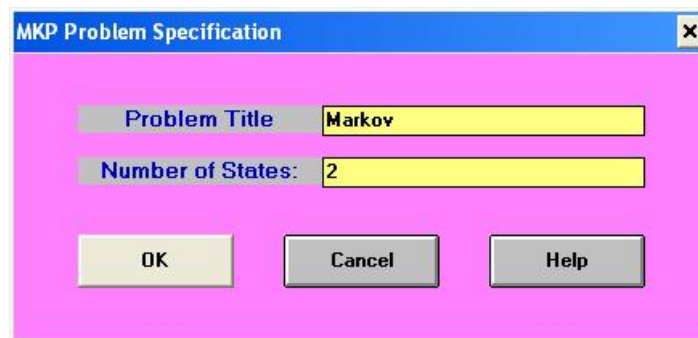 MKP Problem Specification
Problem Title Markov
Number of States: 2
OK Cancel Help